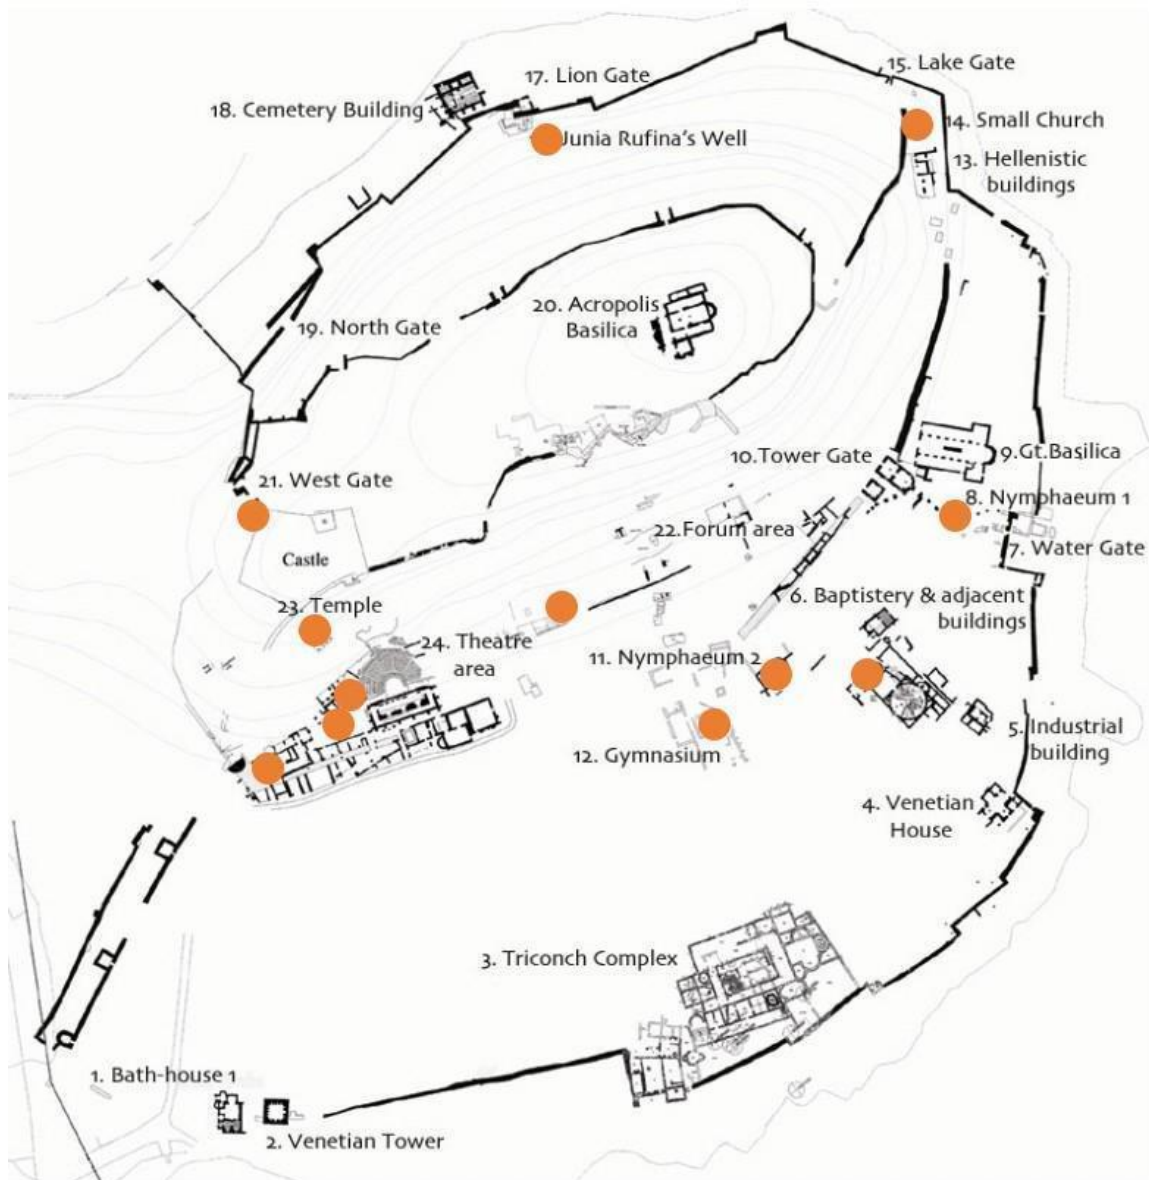 15. Lake Gate
17. Lion Gate
18. Cemetery Building
14. Small Church
Junia Rufina's Well
13. Hellenistic
buildings
20. Acropolis
Basilica
19. North Gate
10.Tower Gate
9.Gt.Basilica
21. West Gate
8. Nymphaeum 1
22.Forum area
7. Water Gate
Castle
6. Baptistery & adjacent
buildings
23. Temple
24. Theatre
area
11. Nymphaeum 2
5. Industrial
building
12. Gymnasium
4. Venetian
House
3. Triconch Complex
1. Bath-house 1
2. Venetian Tower